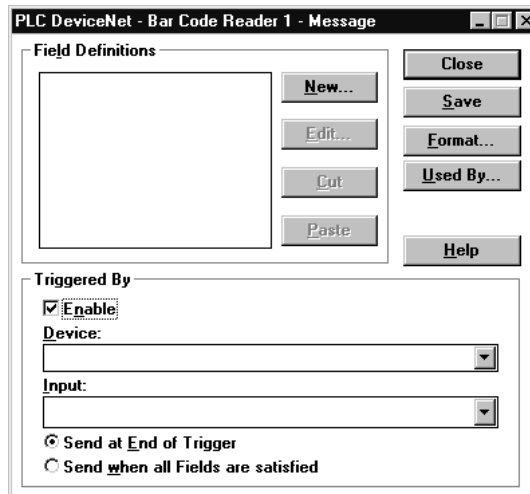 PLC DeviceNet - Bar Code Reader 1 - Message
Field Definitions
New...
Edit...
Cut
Paste
Close
Save
Format...
Used By...
Help
Triggered By
Enable
Device:
Input:
Send at End of Trigger
Send when all Fields are satisfied